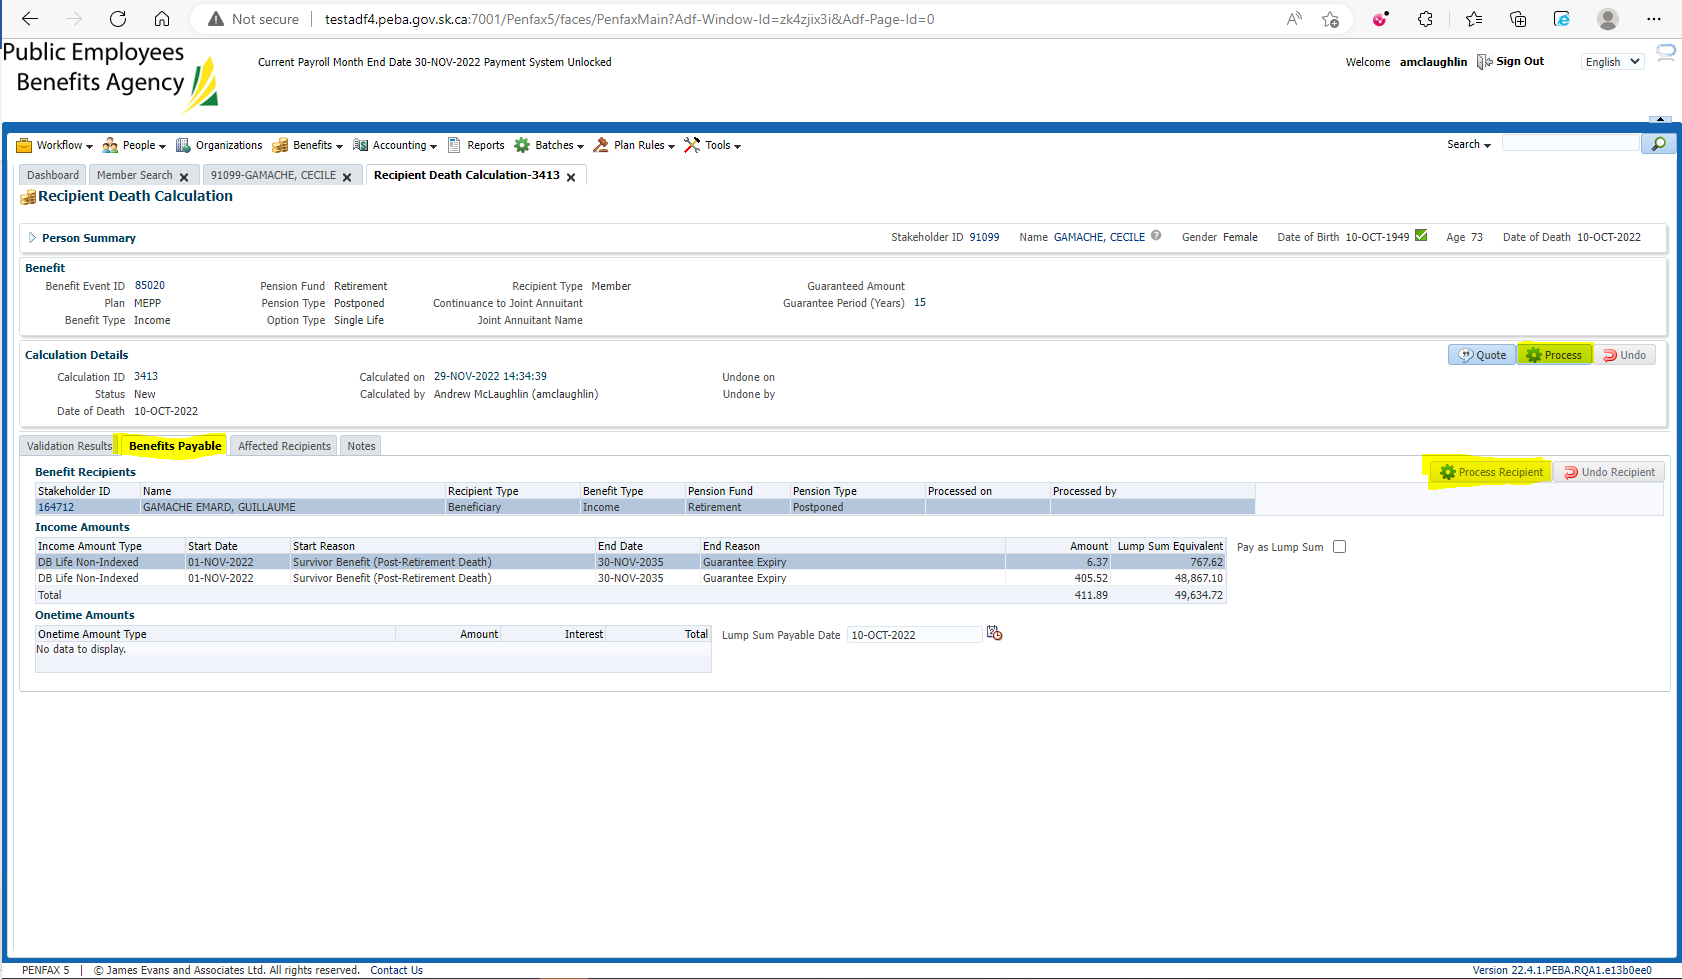 Not secure testadf4.peba.gov.sk.ca:7001/Penfax5/faces/PenfaxMain?Adf-Window-Id=zk4zjix3i&Adf-Page-Id=0
Public Employees
Benefits Agency
Current Payroll Month End Date 30-NOV-2022 Payment System Unlocked
Welcome amclaughlin Sign Out English
Workflow People Organizations Benefits Accounting Reports Batches Plan Rules Tools Search
Dashboard Member Search 91099-GAMACHE, CECILE Recipient Death Calculation-3413
Recipient Death Calculation
Person Summary Stakeholder ID 91099 Name GAMACHE, CECILE Gender Female Date of Birth 10-OCT-1949 Age 73 Date of Death 10-OCT-2022
Benefit
Benefit Event ID 85020 Pension Fund Retirement Recipient Type Member Guaranteed Amount
Plan MEPP Pension Type Postponed Continuance to Joint Annuitant Guarantee Period (Years) 15
Benefit Type Income Option Type Single Life Joint Annuitant Name
Calculation Details Quote Process Undo
Calculation ID 3413 Calculated on 29-NOV-2022 14:34:39 Undone on
Status New Calculated by Andrew McLaughlin (amclaughlin) Undone by
Date of Death 10-OCT-2022
Validation Results Benefits Payable Affected Recipients Notes
Benefit Recipients Process Recipient Undo Recipient
Stakeholder ID Name Recipient Type Benefit Type Pension Fund Pension Type Processed on Processed by
164712 GAMACHE EMARD, GUILLAUME Beneficiary Income Retirement Postponed
Income Amounts
Income Amount Type Start Date Start Reason End Date End Reason Amount Lump Sum Equivalent Pay as Lump Sum
DB Life Non-Indexed 01-NOV-2022 Survivor Benefit (Post-Retirement Death) 30-NOV-2035 Guarantee Expiry 6.37 767.62
DB Life Non-Indexed 01-NOV-2022 Survivor Benefit (Post-Retirement Death) 30-NOV-2035 Guarantee Expiry 405.52 48,867.10
Total 411.89 49,634.72
Onetime Amounts
Onetime Amount Type Amount Interest Total Lump Sum Payable Date 10-OCT-2022
No data to display.
PENFAX 5 | © James Evans and Associates Ltd. All rights reserved. Contact Us Version 22.4.1.PEBA.RQA1.e13b0ee0